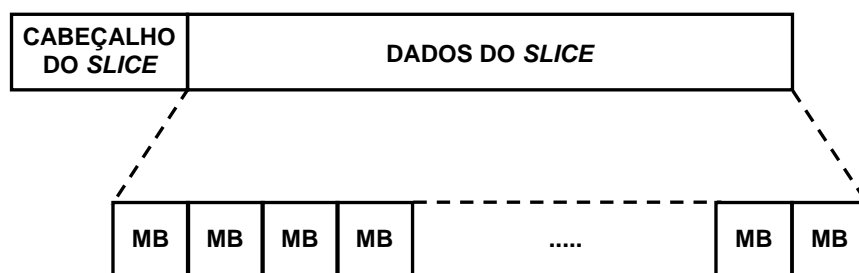 CABEÇALHO
DO SLICE
DADOS DO SLICE
MB MB MB MB ..... MB MB